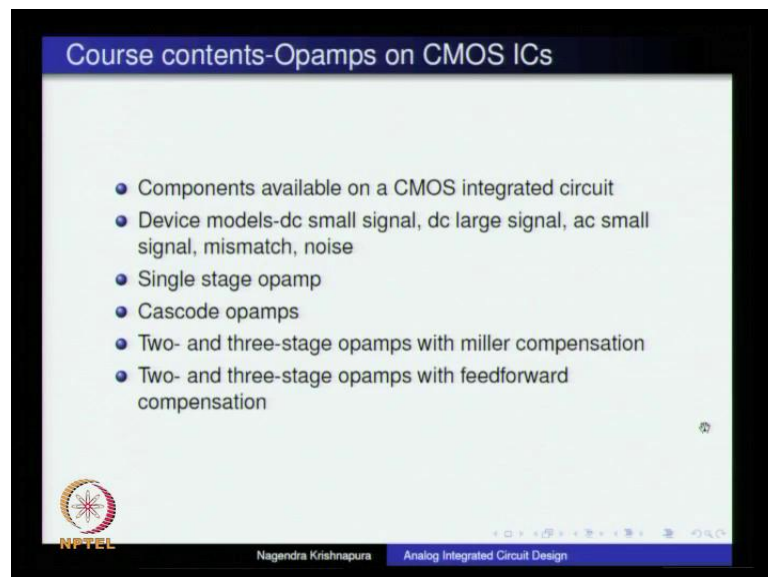 Course contents-Opamps on CMOS ICs
Components available on a CMOS integrated circuit
Device models-dc small signal, dc large signal, ac small
signal, mismatch, noise
Single stage opamp
Cascode opamps
Two- and three-stage opamps with miller compensation
Two- and three-stage opamps with feedforward
compensation
NPTEL
Nagendra Krishnapura Analog Integrated Circuit Design